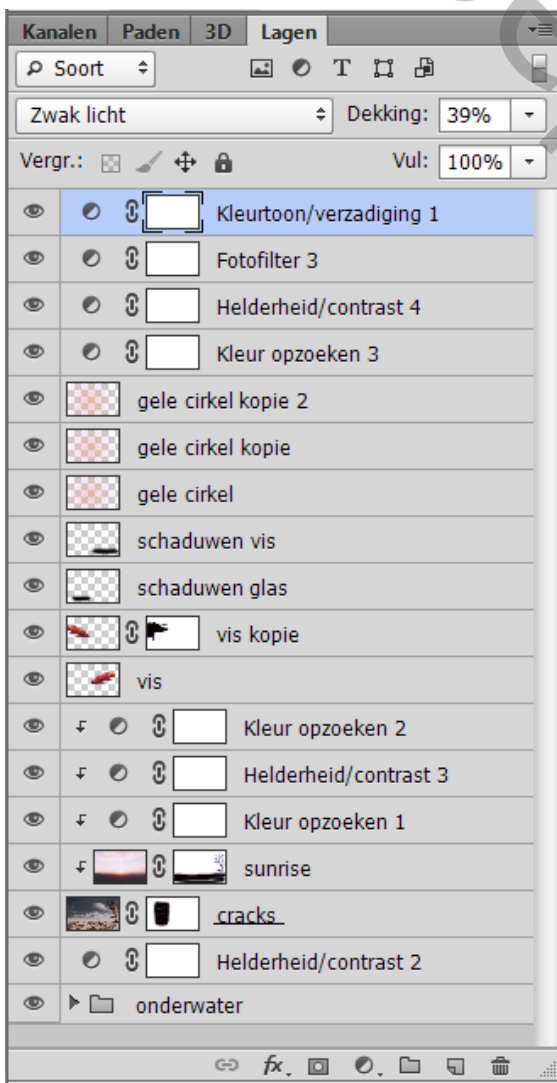 Kanalen Paden 3D Lagen
Soort
Zwak licht Dekking: 39%
Vergr.: Vul: 100%
Kleurtoon/verzadiging 1
Fotofilter 3
Helderheid/contrast 4
Kleur opzoeken 3
gele cirkel kopie 2
gele cirkel kopie
gele cirkel
schaduwen vis
schaduwen glas
vis kopie
vis
Kleur opzoeken 2
Helderheid/contrast 3
Kleur opzoeken 1
sunrise
cracks
Helderheid/contrast 2
onderwater
fx